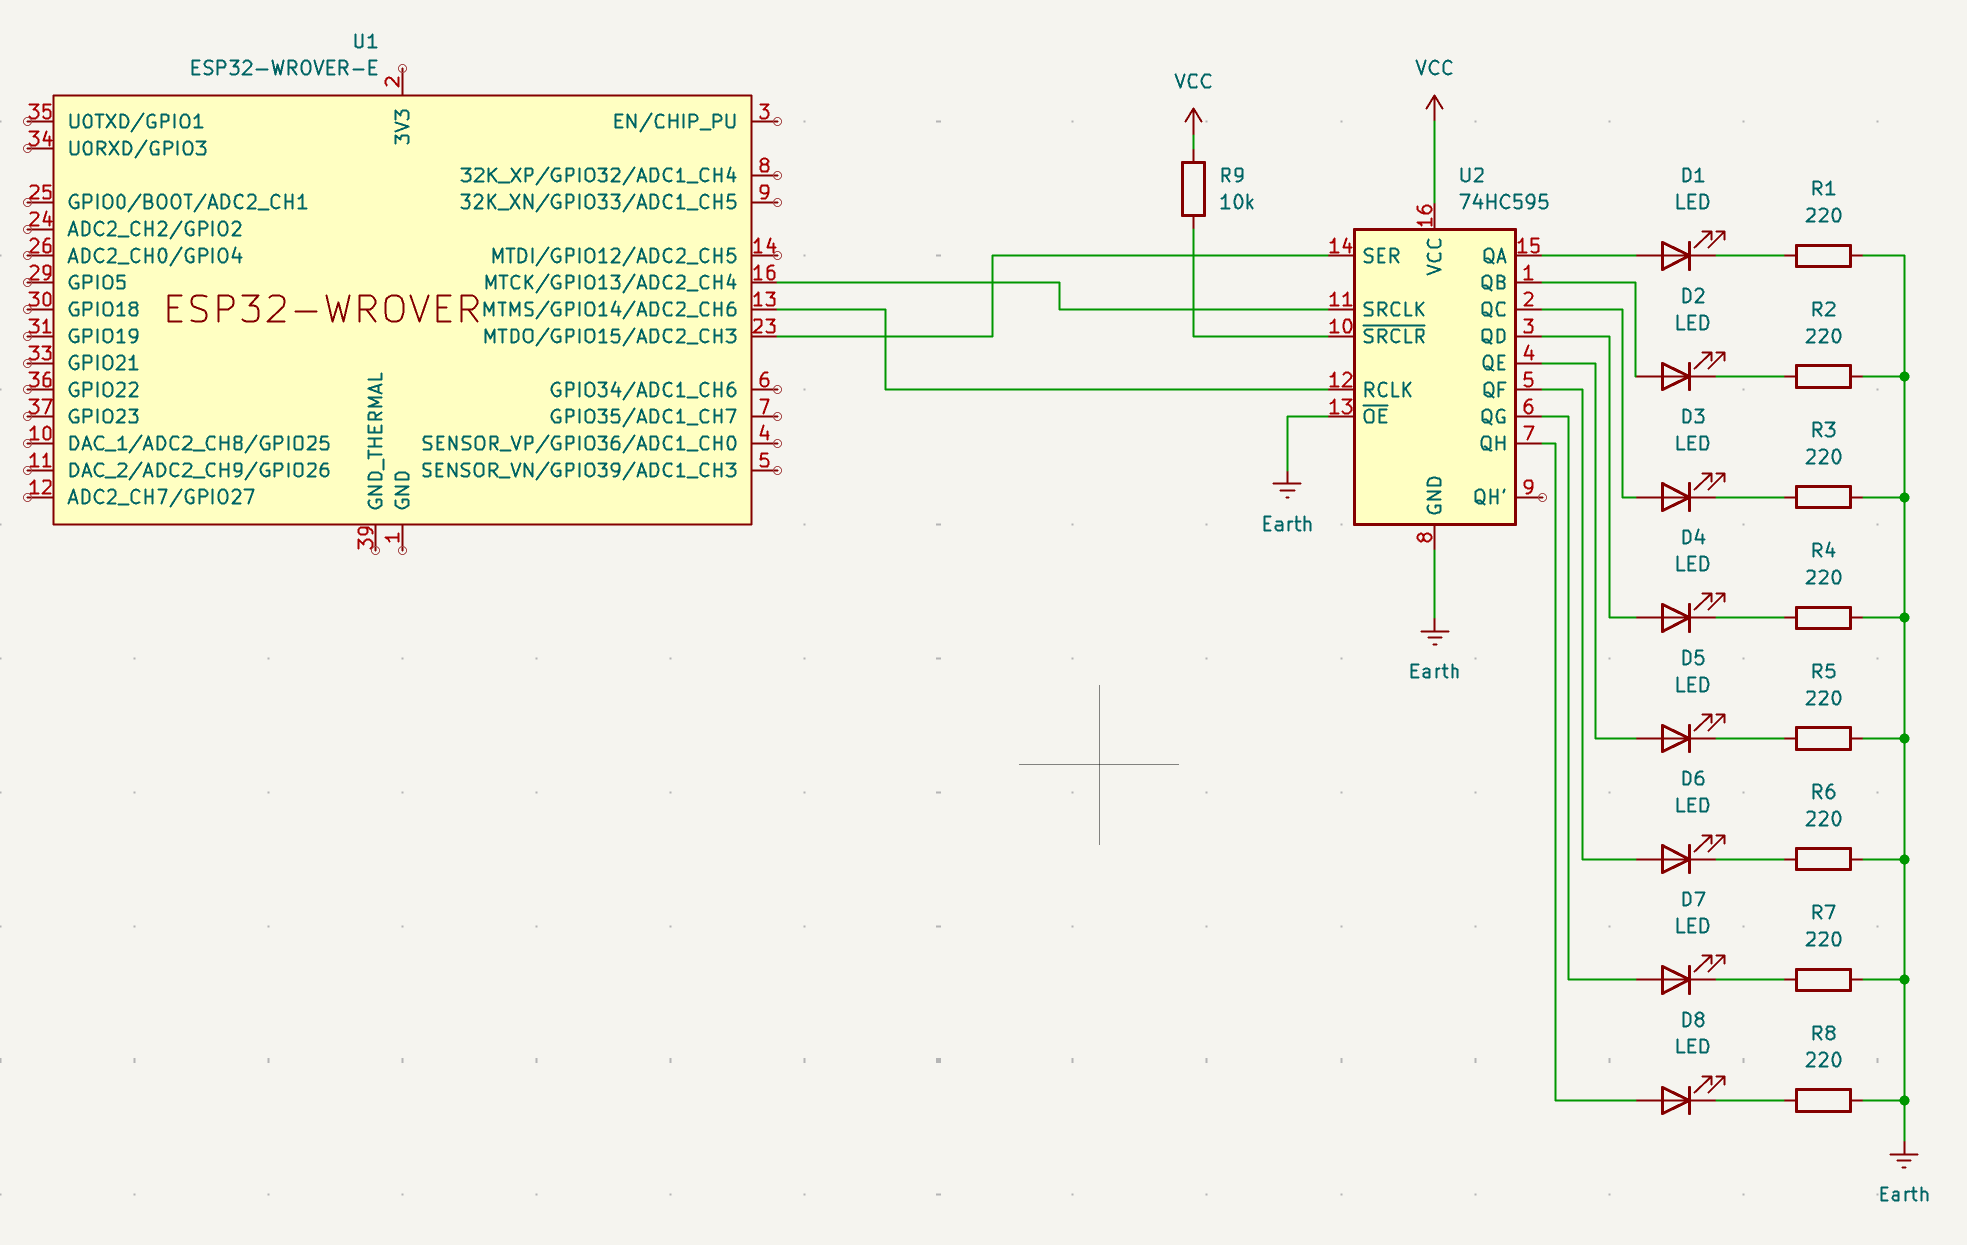 U1
ESP32-WROVER-E
2
3V3
35
U0TXD/GPIO1
34
U0RXD/GPIO3
25
GPIO0/BOOT/ADC2_CH1
24
ADC2_CH2/GPIO2
26
ADC2_CH0/GPIO4
29
GPIO5
30
GPIO18
31
GPIO19
33
GPIO21
36
GPIO22
37
GPIO23
10
DAC_1/ADC2_CH8/GPIO25
11
DAC_2/ADC2_CH9/GPIO26
12
ADC2_CH7/GPIO27
ESP32-WROVER
EN/CHIP_PU
3
32K_XP/GPIO32/ADC1_CH4
8
32K_XN/GPIO33/ADC1_CH5
9
MTDI/GPIO12/ADC2_CH5
14
MTCK/GPIO13/ADC2_CH4
16
MTMS/GPIO14/ADC2_CH6
13
MTDO/GPIO15/ADC2_CH3
23
GPIO34/ADC1_CH6
6
GPIO35/ADC1_CH7
7
SENSOR_VP/GPIO36/ADC1_CH0
4
SENSOR_VN/GPIO39/ADC1_CH3
5
GND_THERMAL
39
GND
1
VCC
R9
10k
VCC
U2
74HC595
16
VCC
14
SER
11
SRCLK
10
SRCLR
12
RCLK
13
OE
Earth
QA
15
QB
1
QC
2
QD
3
QE
4
QF
5
QG
6
QH
7
QH'
9
GND
8
Earth
D1
LED
R1
220
D2
LED
R2
220
D3
LED
R3
220
D4
LED
R4
220
D5
LED
R5
220
D6
LED
R6
220
D7
LED
R7
220
D8
LED
R8
220
Earth